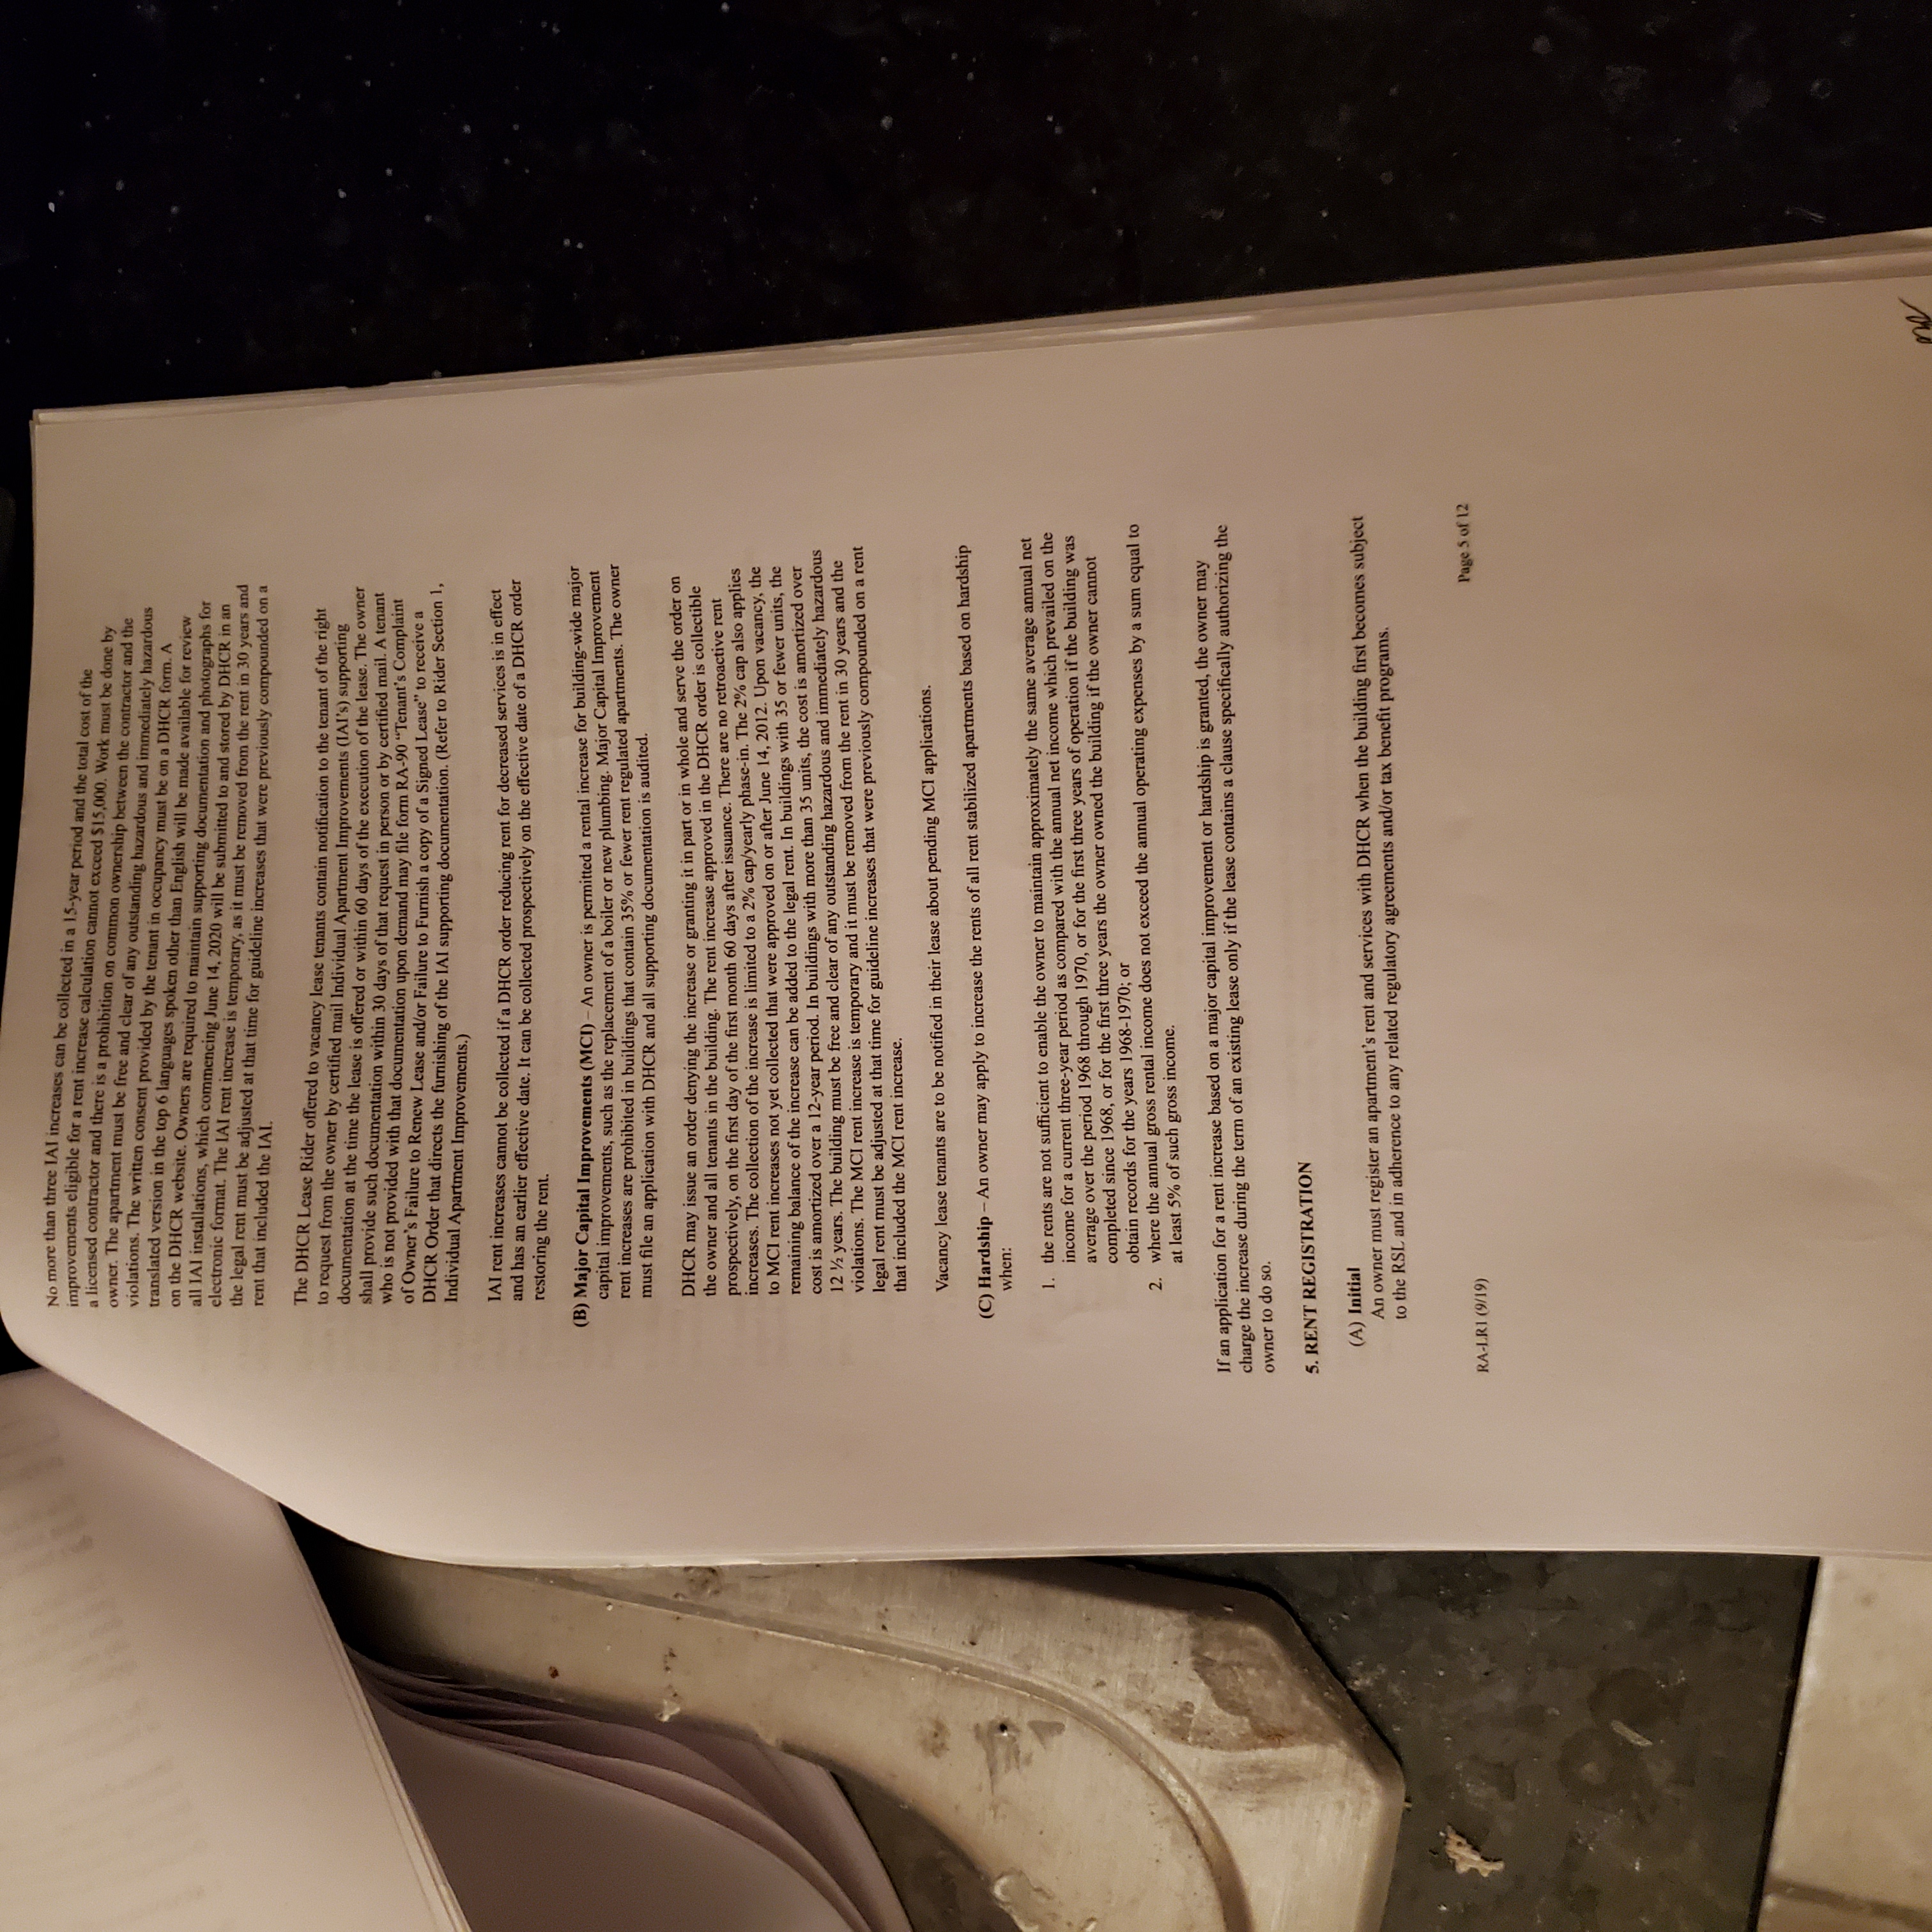 No more than three IAI increases can be collected in a 15-year period and the total cost of the
improvements eligible for a rent increase calculation cannot exceed $15,000. Work must be done by
a licensed contractor and there is a prohibition on common ownership between the contractor and the
owner. The apartment must be free and clear of any outstanding hazardous and immediately hazardous
violations. The written consent provided by the tenant in occupancy must be on a DHCR form. A
translated version in the top 6 languages spoken other than English will be made available for review
on the DHCR website. Owners are required to maintain supporting documentation and photographs for
all IAI installations, which commencing June 14, 2020 will be submitted to and stored by DHCR in an
electronic format. The IAI rent increase is temporary, as it must be removed from the rent in 30 years and
the legal rent must be adjusted at that time for guideline increases that were previously compounded on a
rent that included the IAI.
The DHCR Lease Rider offered to vacancy lease tenants contain notification to the tenant of the right
to request from the owner by certified mail Individual Apartment Improvements (IAI's) supporting
documentation at the time the lease is offered or within 60 days of the execution of the lease. The owner
shall provide such documentation within 30 days of that request in person or by certified mail. A tenant
who is not provided with that documentation upon demand may file form RA-90 “Tenant's Complaint
of Owner's Failure to Renew Lease and/or Failure to Furnish a copy of a Signed Lease” to receive a
DHCR Order that directs the furnishing of the IAI supporting documentation. (Refer to Rider Section 1,
Individual Apartment Improvements.)
IAI rent increases cannot be collected if a DHCR order reducing rent for decreased services is in effect
and has an earlier effective date. It can be collected prospectively on the effective date of a DHCR order
restoring the rent.
(B) Major Capital Improvements (MCI) – An owner is permitted a rental increase for building-wide major
capital improvements, such as the replacement of a boiler or new plumbing. Major Capital Improvement
rent increases are prohibited in buildings that contain 35% or fewer rent regulated apartments. The owner
must file an application with DHCR and all supporting documentation is audited.
DHCR may issue an order denying the increase or granting it in part or in whole and serve the order on
the owner and all tenants in the building. The rent increase approved in the DHCR order is collectible
prospectively, on the first day of the first month 60 days after issuance. There are no retroactive rent
increases. The collection of the increase is limited to a 2% cap/yearly phase-in. The 2% cap also applies
to MCI rent increases not yet collected that were approved on or after June 14, 2012. Upon vacancy, the
remaining balance of the increase can be added to the legal rent. In buildings with 35 or fewer units, the
cost is amortized over a 12-year period. In buildings with more than 35 units, the cost is amortized over
12 ½ years. The building must be free and clear of any outstanding hazardous and immediately hazardous
violations. The MCI rent increase is temporary and it must be removed from the rent in 30 years and the
legal rent must be adjusted at that time for guideline increases that were previously compounded on a rent
that included the MCI rent increase.
Vacancy lease tenants are to be notified in their lease about pending MCI applications.
(C) Hardship – An owner may apply to increase the rents of all rent stabilized apartments based on hardship
when:
1. the rents are not sufficient to enable the owner to maintain approximately the same average annual net
income for a current three-year period as compared with the annual net income which prevailed on the
average over the period 1968 through 1970, or for the first three years of operation if the building was
completed since 1968, or for the first three years the owner owned the building if the owner cannot
obtain records for the years 1968-1970; or
2. where the annual gross rental income does not exceed the annual operating expenses by a sum equal to
at least 5% of such gross income.
If an application for a rent increase based on a major capital improvement or hardship is granted, the owner may
charge the increase during the term of an existing lease only if the lease contains a clause specifically authorizing the
owner to do so.
5. RENT REGISTRATION
(A) Initial
An owner must register an apartment's rent and services with DHCR when the building first becomes subject
to the RSL and in adherence to any related regulatory agreements and/or tax benefit programs.
RA-LR1 (9/19)
Page 5 of 12